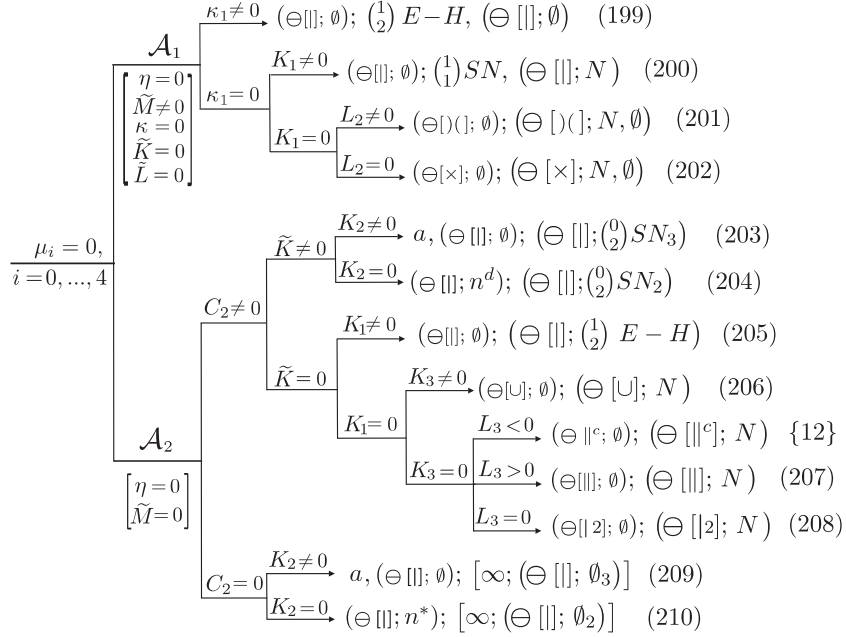 κ₁≠0 (⊖[|]; ∅); (1 2) E−H, (⊖ [|]; ∅) (199)
𝒜₁
[η=0
M̃≠0
κ=0
K̃=0
L̃=0]
K₁≠0 (⊖[|]; ∅); (1 1) SN, (⊖ [|]; N) (200)
κ₁=0
L₂≠0 (⊖[)(]; ∅); (⊖ [)(]; N, ∅) (201)
K₁=0
L₂=0 (⊖[×]; ∅); (⊖ [×]; N, ∅) (202)
μᵢ = 0,
i=0, ..., 4
K₂≠0 a, (⊖ [|]; ∅); (⊖ [|]; (0 2) SN₃) (203)
K̃≠0
K₂=0 (⊖ [|]; nᵈ); (⊖ [|]; (0 2) SN₂) (204)
C₂≠0
K₁≠0 (⊖[|]; ∅); (⊖ [|]; (1 2) E − H) (205)
K̃=0
K₃≠0 (⊖[∪]; ∅); (⊖ [∪]; N) (206)
K₁=0
L₃<0 (⊖ ‖ᶜ; ∅); (⊖ [‖ᶜ]; N) {12}
K₃=0
L₃>0 (⊖[‖]; ∅); (⊖ [‖]; N) (207)
L₃=0 (⊖[|2]; ∅); (⊖ [|2]; N) (208)
𝒜₂
[η=0
M̃=0]
K₂≠0 a, (⊖ [|]; ∅); [∞; (⊖ [|]; ∅₃)] (209)
C₂=0
K₂=0 (⊖ [|]; n*); [∞; (⊖ [|]; ∅₂)] (210)